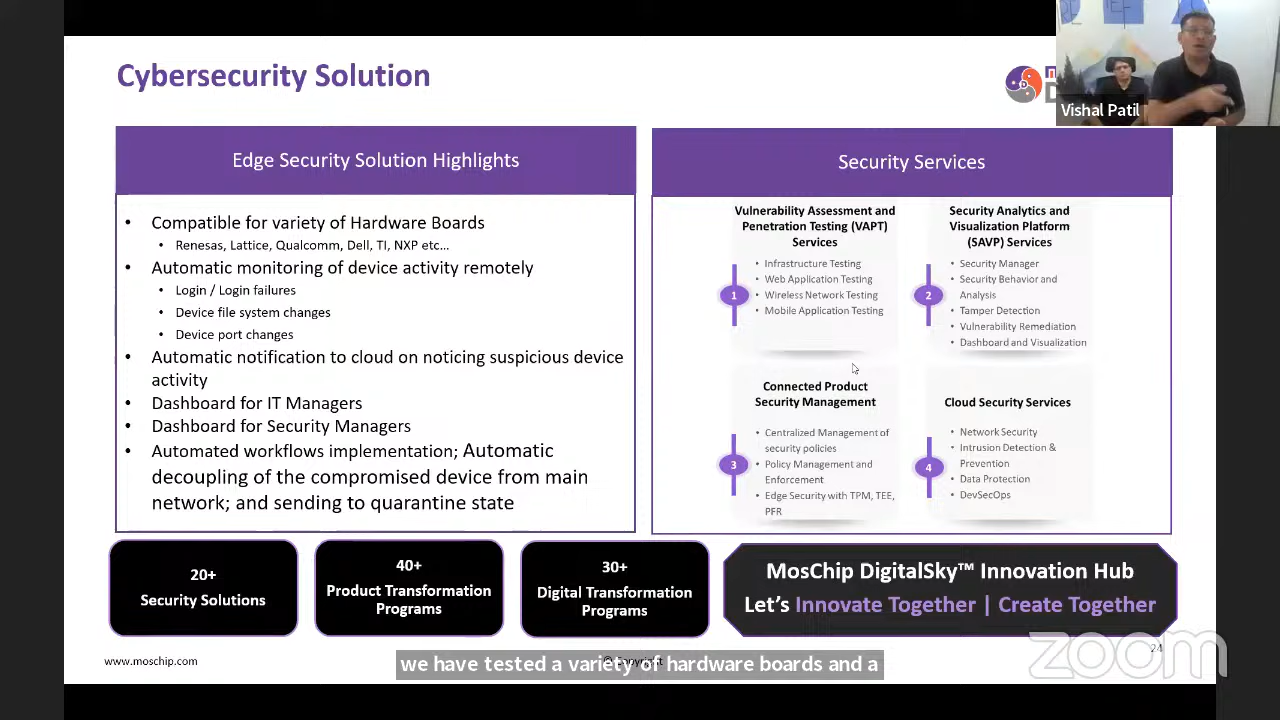 Cybersecurity Solution
Vishal Patil
Edge Security Solution Highlights
• Compatible for variety of Hardware Boards
• Renesas, Lattice, Qualcomm, Dell, TI, NXP etc...
• Automatic monitoring of device activity remotely
• Login / Login failures
• Device file system changes
• Device port changes
• Automatic notification to cloud on noticing suspicious device
activity
• Dashboard for IT Managers
• Dashboard for Security Managers
• Automated workflows implementation; Automatic
decoupling of the compromised device from main
network; and sending to quarantine state
Security Services
Vulnerability Assessment and
Penetration Testing (VAPT)
Services
1
• Infrastructure Testing
• Web Application Testing
• Wireless Network Testing
• Mobile Application Testing
Security Analytics and
Visualization Platform
(SAVP) Services
2
• Security Manager
• Security Behavior and
Analysis
• Tamper Detection
• Vulnerability Remediation
• Dashboard and Visualization
Connected Product
Security Management
3
• Centralized Management of
security policies
• Policy Management and
Enforcement
• Edge Security with TPM, TEE,
PFR
Cloud Security Services
4
• Network Security
• Intrusion Detection &
Prevention
• Data Protection
• DevSecOps
20+
Security Solutions
40+
Product Transformation
Programs
30+
Digital Transformation
Programs
MosChip DigitalSky™ Innovation Hub
Let's Innovate Together | Create Together
www.moschip.com
24
we have tested a variety of hardware boards and a
zoom